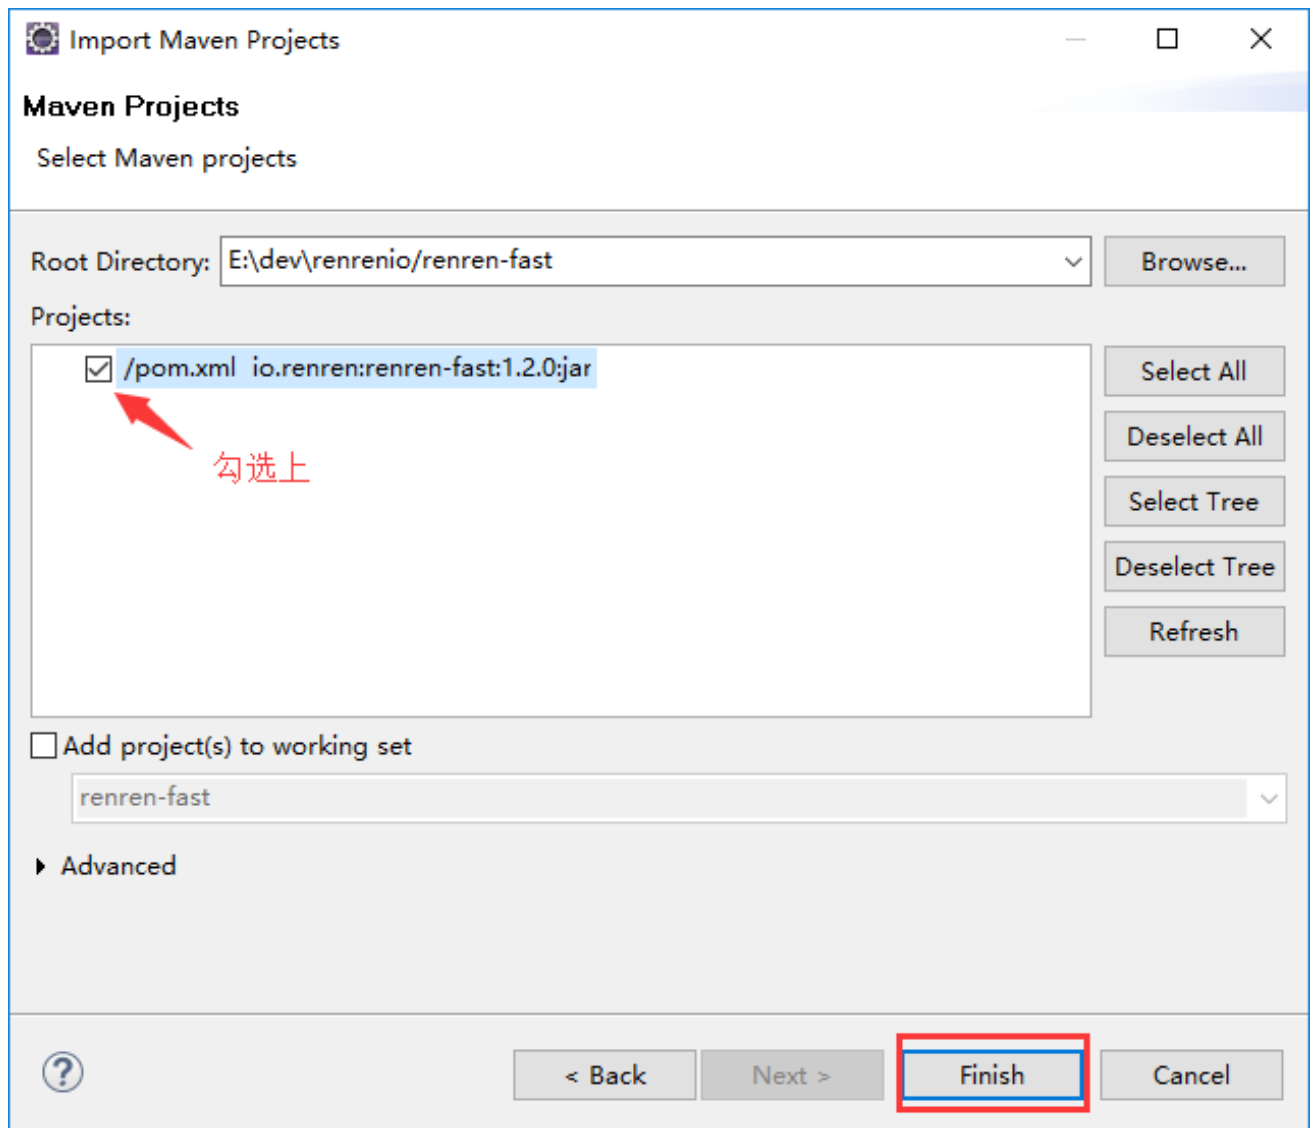 Import Maven Projects
Maven Projects
Select Maven projects
Root Directory: E:\dev\renrenio/renren-fast Browse...
Projects:
/pom.xml io.renren:renren-fast:1.2.0:jar
Select All
勾选上
Deselect All
Select Tree
Deselect Tree
Refresh
Add project(s) to working set
renren-fast
Advanced
? < Back Next > Finish Cancel